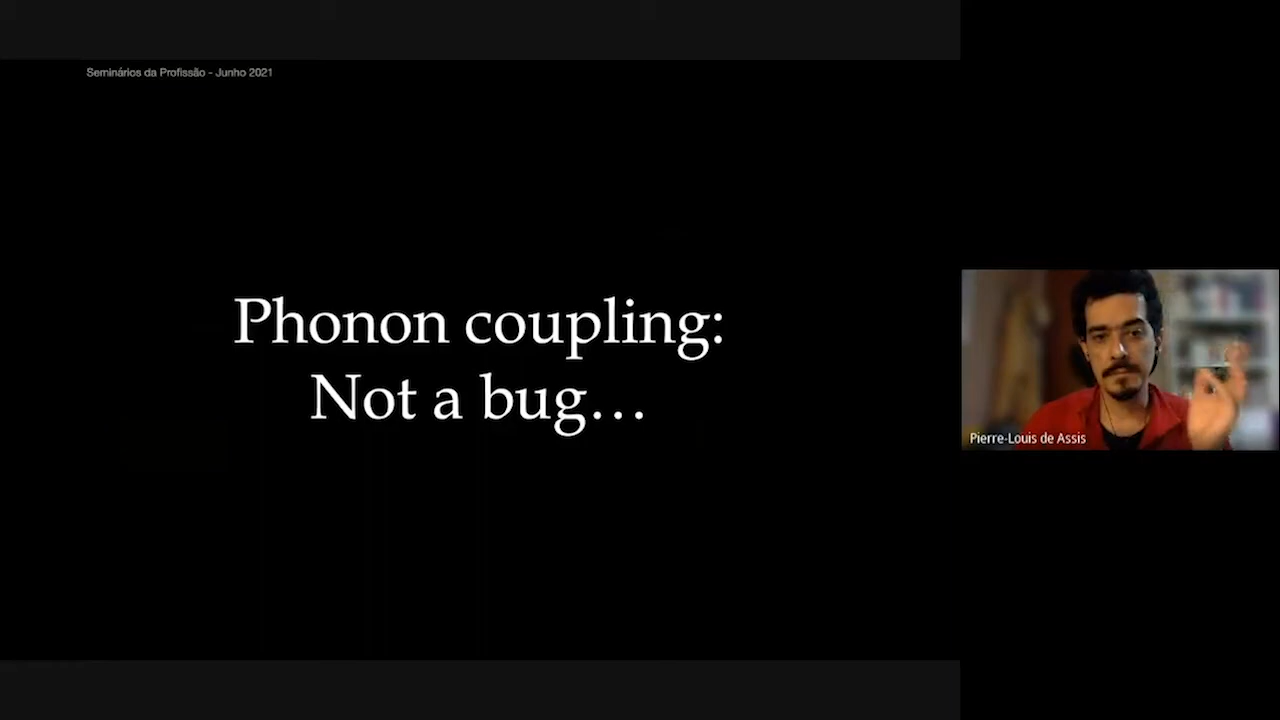 Seminários da Profissão - Junho 2021
Phonon coupling:
Not a bug…
Pierre-Louis de Assis